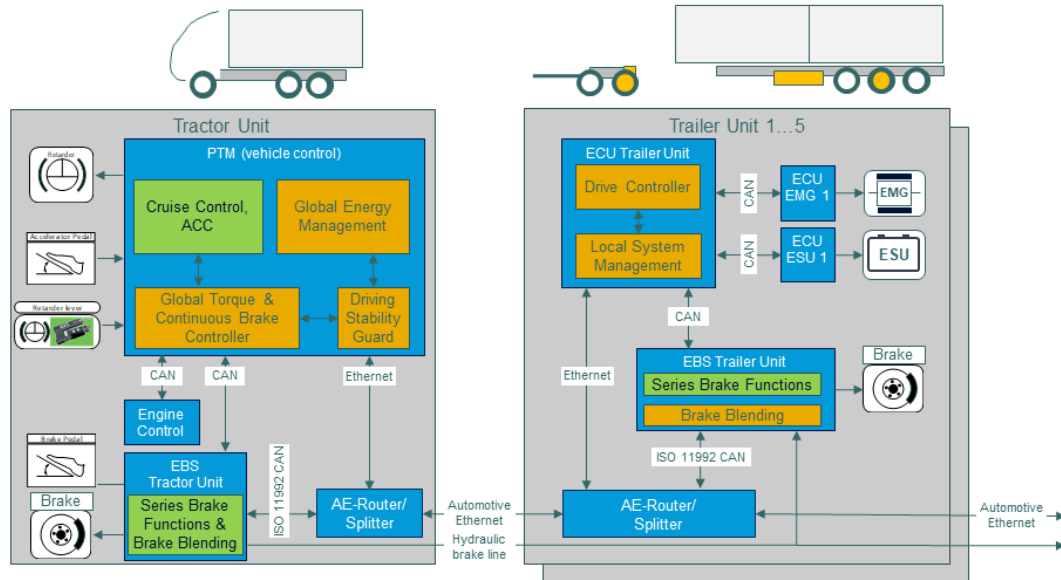 Tractor Unit
PTM (vehicle control)
Retarder
Cruise Control,
ACC
Global Energy
Management
Accelerator Pedal
Retarder lever
Global Torque &
Continuous Brake
Controller
Driving
Stability
Guard
CAN
CAN
Ethernet
Engine
Control
Brake Pedal
EBS
Tractor Unit
Series Brake
Functions &
Brake Blending
Brake
ISO 11992 CAN
AE-Router/
Splitter
Automotive
Ethernet
Hydraulic
brake line
Trailer Unit 1...5
ECU Trailer Unit
Drive Controller
Local System
Management
CAN
ECU
EMG 1
EMG
CAN
ECU
ESU 1
ESU
CAN
Ethernet
EBS Trailer Unit
Series Brake Functions
Brake Blending
Brake
ISO 11992 CAN
AE-Router/
Splitter
Automotive
Ethernet